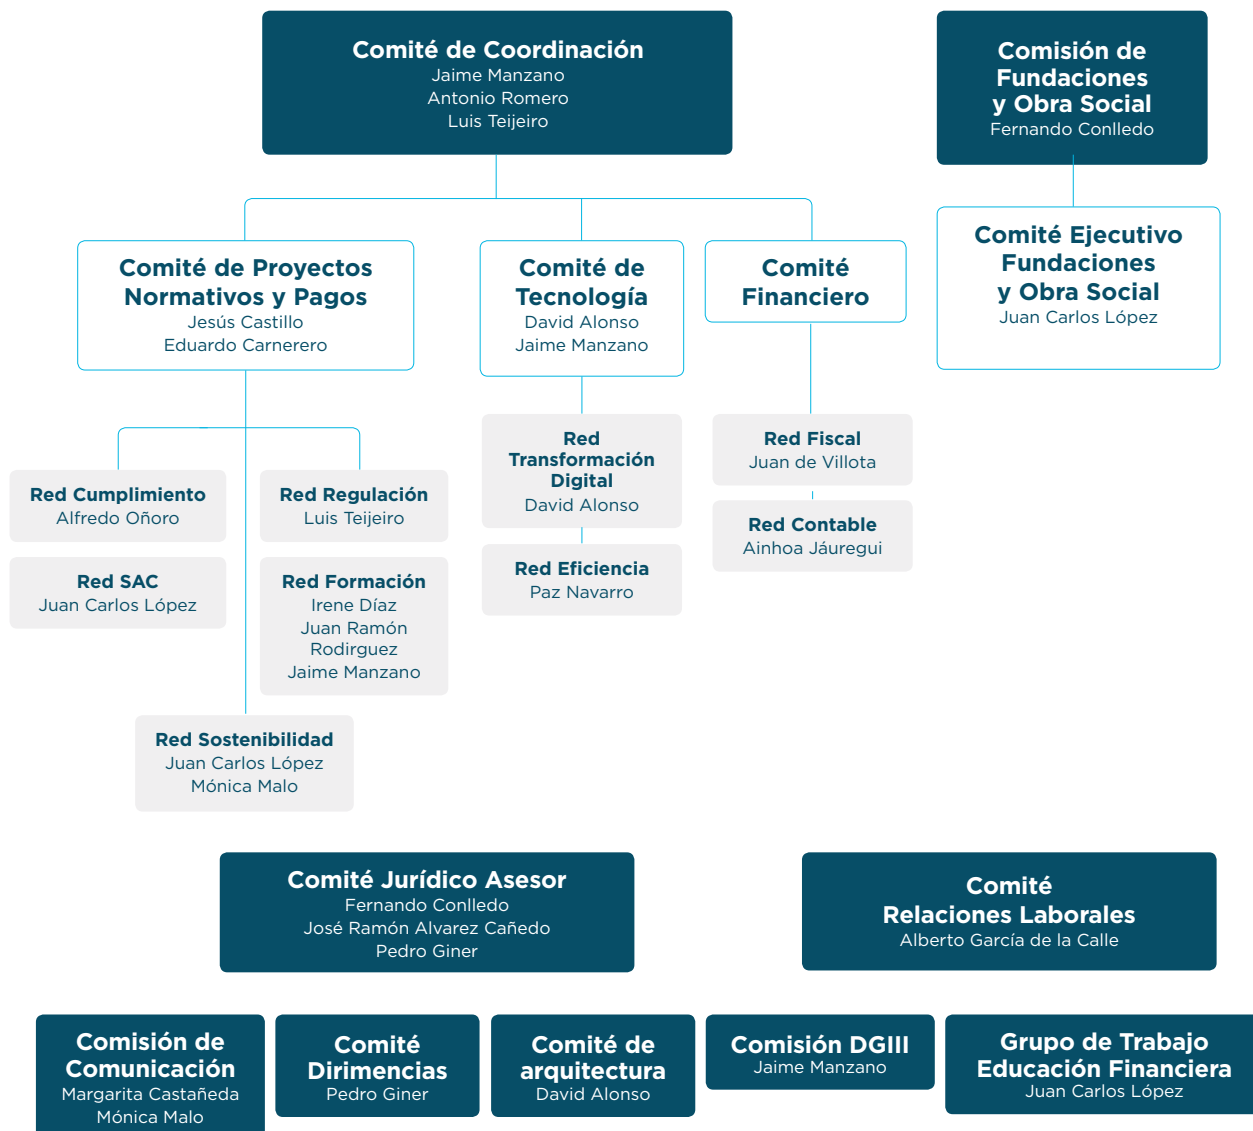 Comité de Coordinación
Jaime Manzano
Antonio Romero
Luis Teijeiro
Comisión de
Fundaciones
y Obra Social
Fernando Conlledo
Comité de Proyectos
Normativos y Pagos
Jesús Castillo
Eduardo Carnerero
Comité de
Tecnología
David Alonso
Jaime Manzano
Comité
Financiero
Comité Ejecutivo
Fundaciones
y Obra Social
Juan Carlos López
Red Cumplimiento
Alfredo Oñoro
Red Regulación
Luis Teijeiro
Red SAC
Juan Carlos López
Red Formación
Irene Díaz
Juan Ramón
Rodirguez
Jaime Manzano
Red Sostenibilidad
Juan Carlos López
Mónica Malo
Red
Transformación
Digital
David Alonso
Red Eficiencia
Paz Navarro
Red Fiscal
Juan de Villota
Red Contable
Ainhoa Jáuregui
Comité Jurídico Asesor
Fernando Conlledo
José Ramón Alvarez Cañedo
Pedro Giner
Comité
Relaciones Laborales
Alberto García de la Calle
Comisión de
Comunicación
Margarita Castañeda
Mónica Malo
Comité
Dirimencias
Pedro Giner
Comité de
arquitectura
David Alonso
Comisión DGIII
Jaime Manzano
Grupo de Trabajo
Educación Financiera
Juan Carlos López